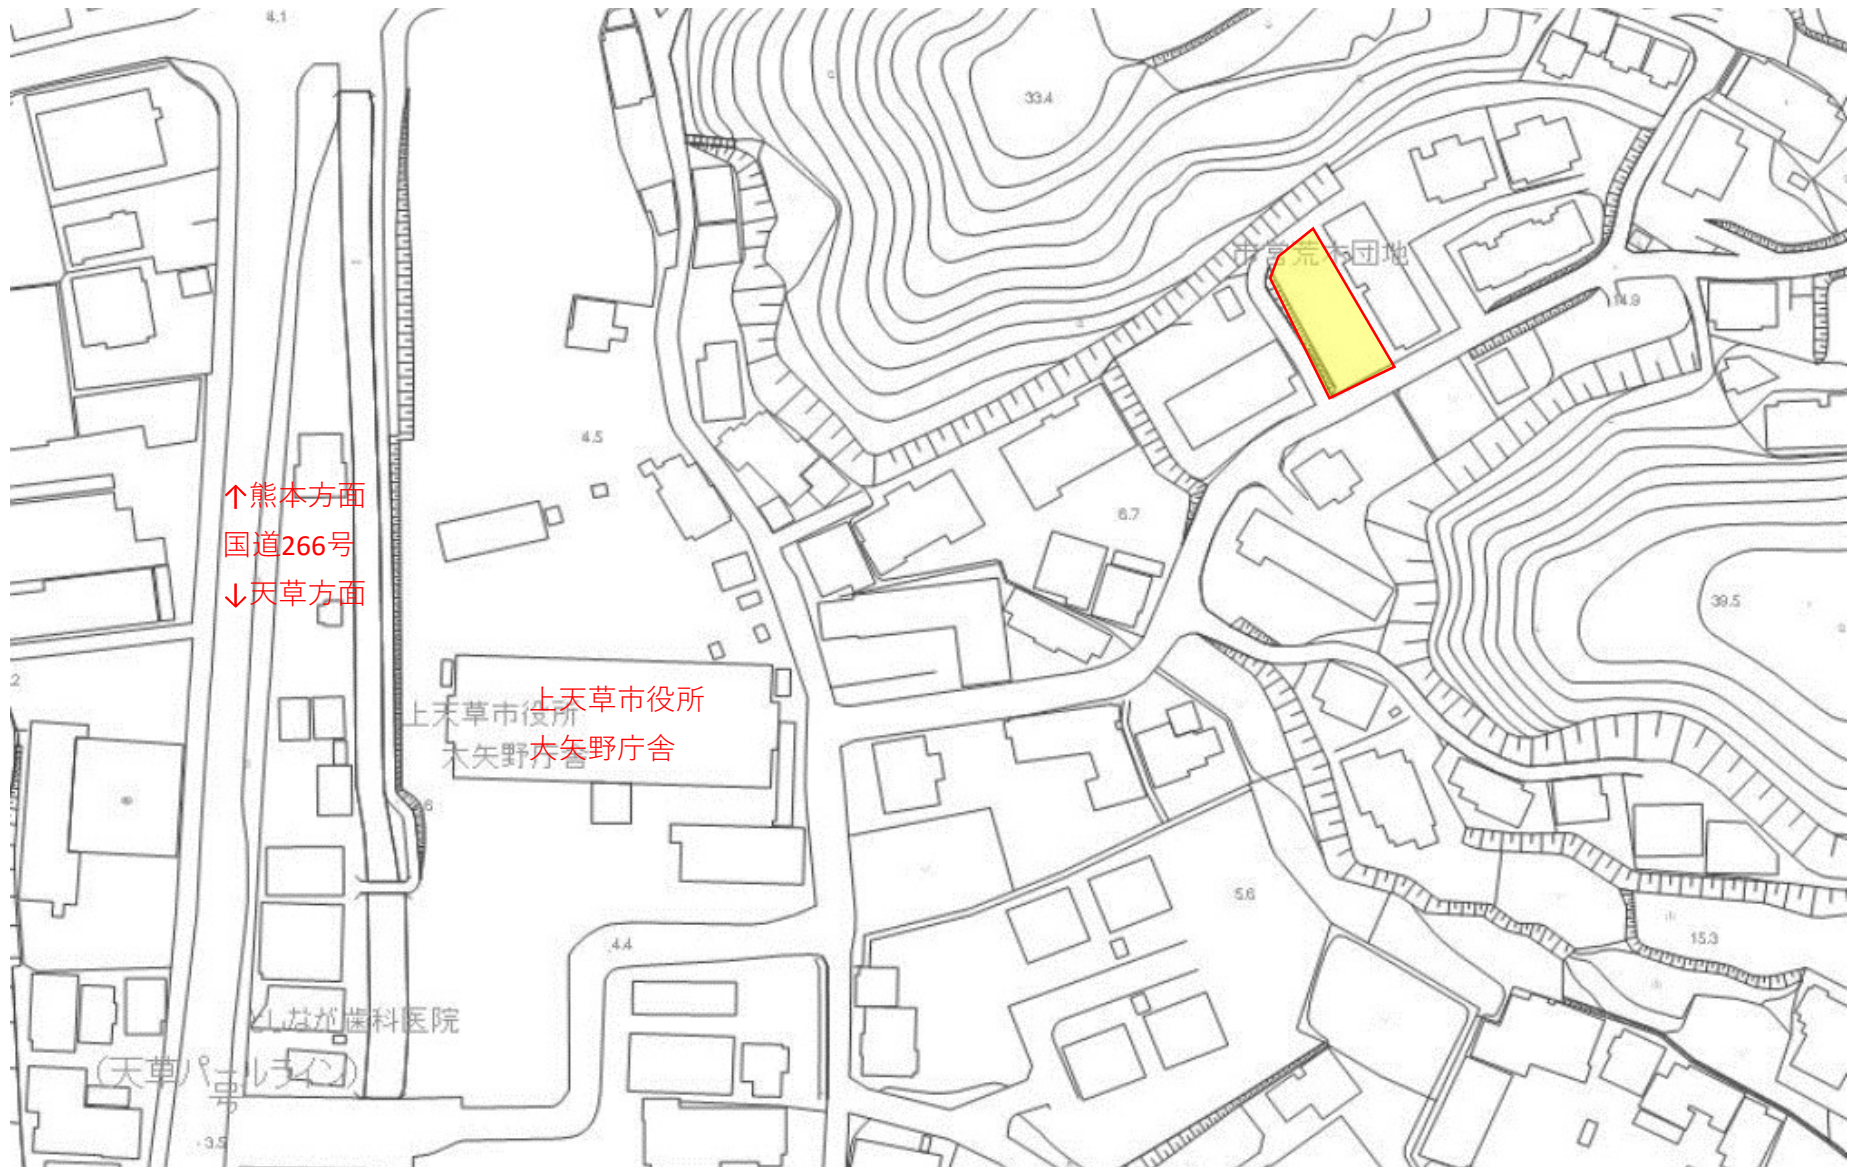 4.1
33.4
市営荒木団地
14.9
4.5
↑熊本方面
国道266号
↓天草方面
6.7
39.5
上天草市役所
大矢野庁舎
上天草市役所
大矢野庁舎
5.6
4.4
15.3
としなが歯科医院
(天草パールライン)
号
3.5